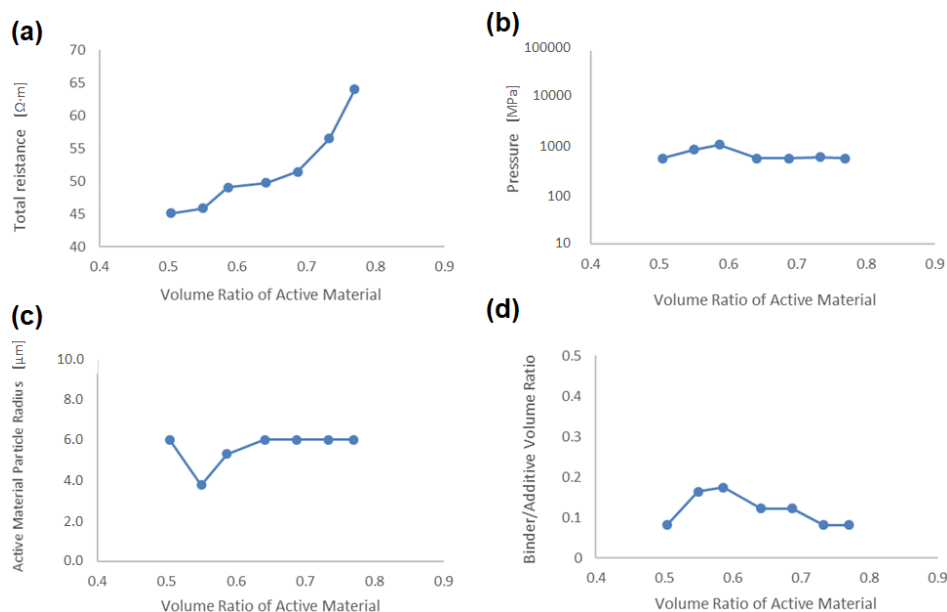 (a)
70
65
60
55
50
45
40
0.4 0.5 0.6 0.7 0.8 0.9
Total reistance [Ω·m]
Volume Ratio of Active Material
(b)
100000
10000
1000
100
10
0.4 0.5 0.6 0.7 0.8 0.9
Pressure [MPa]
Volume Ratio of Active Material
(c)
10.0
8.0
6.0
4.0
2.0
0.0
0.4 0.5 0.6 0.7 0.8 0.9
Active Material Particle Radius [μm]
Volume Ratio of Active Material
(d)
0.5
0.4
0.3
0.2
0.1
0
0.4 0.5 0.6 0.7 0.8 0.9
Binder/Additive Volume Ratio
Volume Ratio of Active Material